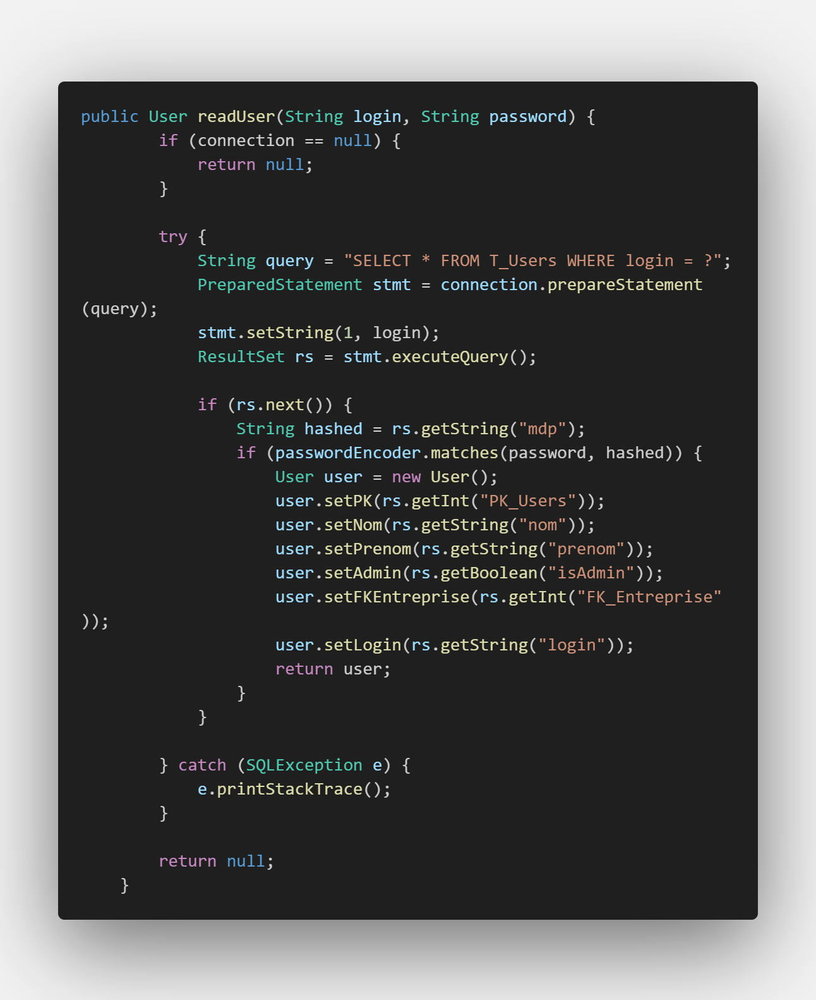 public User readUser(String login, String password) {
        if (connection == null) {
            return null;
        }

        try {
            String query = "SELECT * FROM T_Users WHERE login = ?";
            PreparedStatement stmt = connection.prepareStatement
(query);
            stmt.setString(1, login);
            ResultSet rs = stmt.executeQuery();

            if (rs.next()) {
                String hashed = rs.getString("mdp");
                if (passwordEncoder.matches(password, hashed)) {
                    User user = new User();
                    user.setPK(rs.getInt("PK_Users"));
                    user.setNom(rs.getString("nom"));
                    user.setPrenom(rs.getString("prenom"));
                    user.setAdmin(rs.getBoolean("isAdmin"));
                    user.setFKEntreprise(rs.getInt("FK_Entreprise"
));
                    user.setLogin(rs.getString("login"));
                    return user;
                }
            }

        } catch (SQLException e) {
            e.printStackTrace();
        }

        return null;
    }